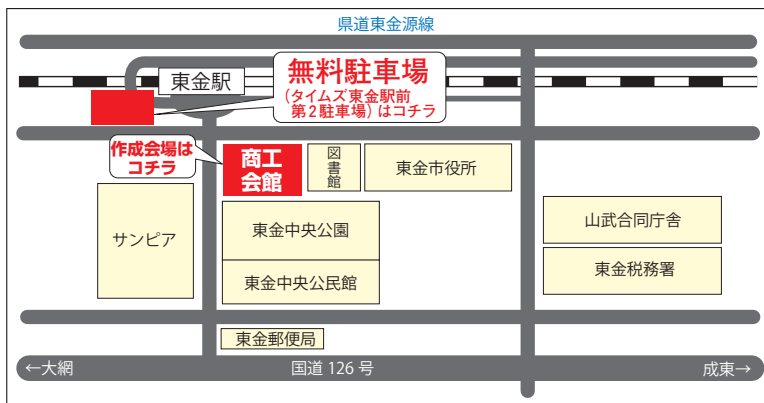 県道東金源線
東金駅
無料駐車場
(タイムズ東金駅前
第2駐車場)はコチラ
作成会場は
コチラ
商工
会館
図書館
東金市役所
サンピア
東金中央公園
東金中央公民館
山武合同庁舎
東金税務署
東金郵便局
←大網
国道126号
成東→